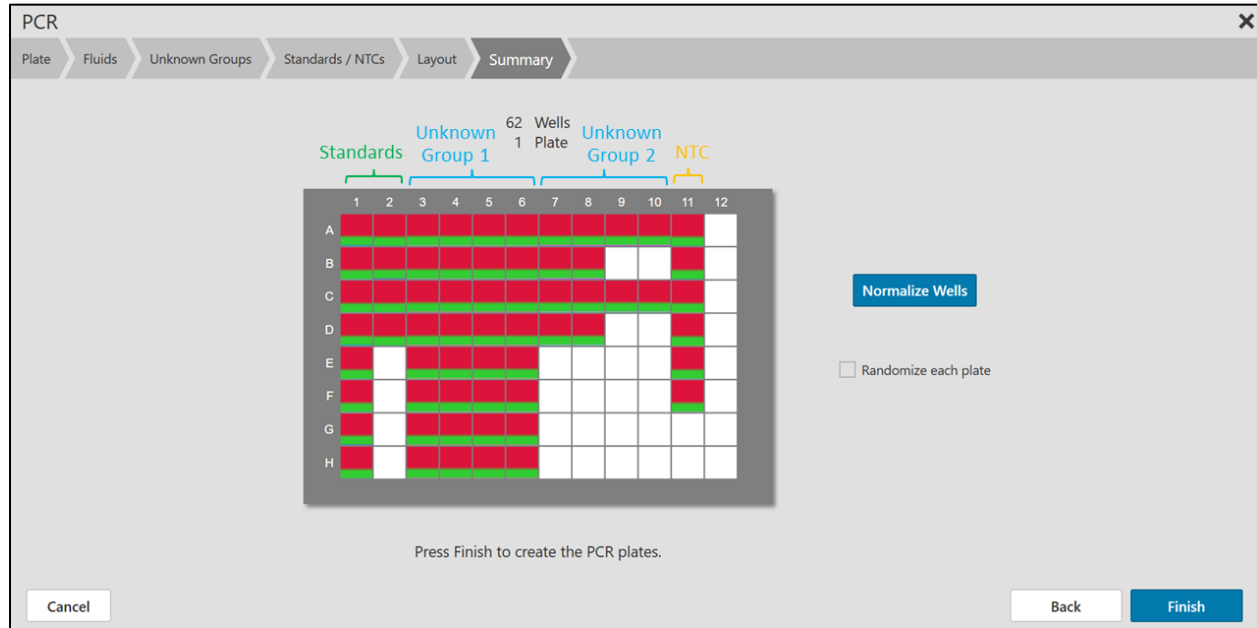 PCR
Plate Fluids Unknown Groups Standards / NTCs Layout Summary
62 Wells
1 Plate
Standards
Unknown
Group 1
Unknown
Group 2
NTC
1 2 3 4 5 6 7 8 9 10 11 12
A
B
C
D
E
F
G
H
Normalize Wells
Randomize each plate
Press Finish to create the PCR plates.
Cancel Back Finish